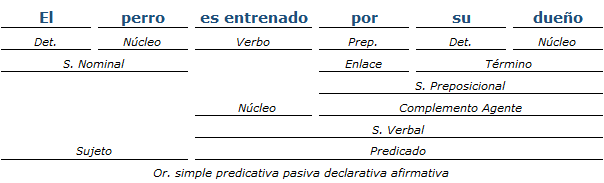 El perro es entrenado por su dueño
Det. Núcleo Verbo Prep. Det. Núcleo
S. Nominal Enlace Término
S. Preposicional
Núcleo Complemento Agente
S. Verbal
Sujeto Predicado
Or. simple predicativa pasiva declarativa afirmativa